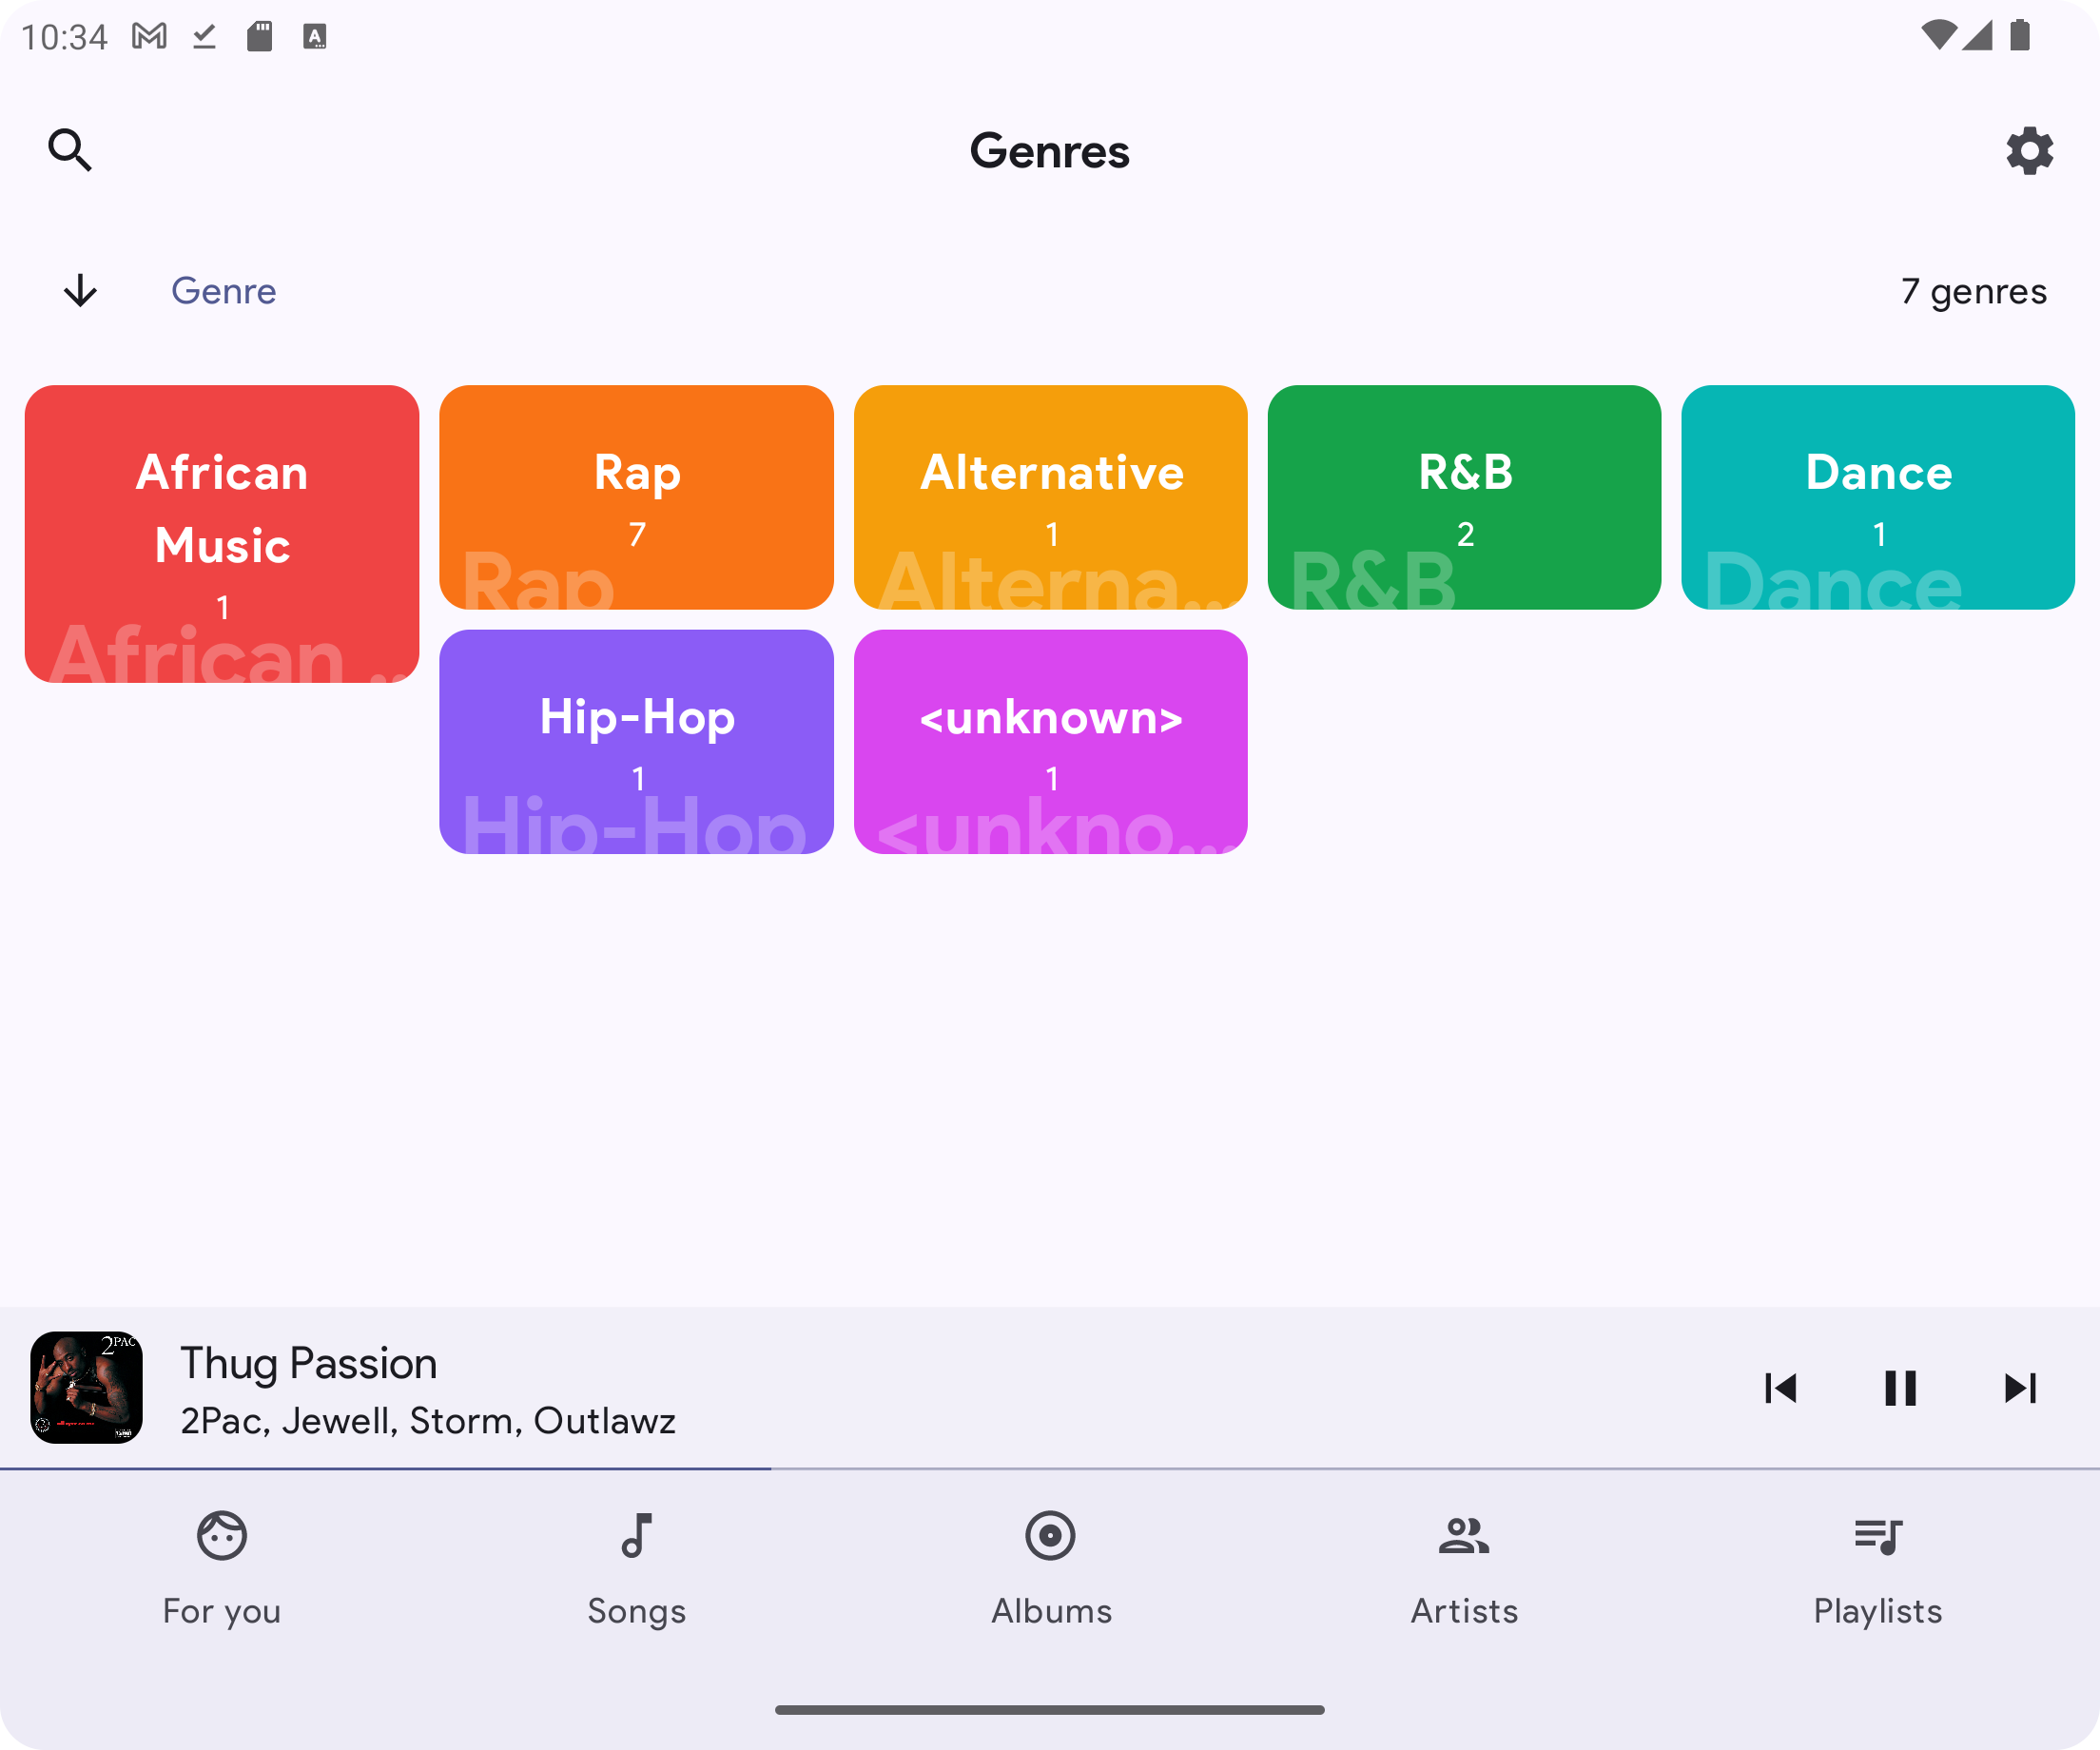 10:34
Genres
Genre
7 genres
African
Music
1
African ...
Rap
7
Rap
Alternative
1
Alterna...
R&B
2
R&B
Dance
1
Dance
Hip-Hop
1
Hip-Hop
<unknown>
1
<unkno...
2PAC
Thug Passion
2Pac, Jewell, Storm, Outlawz
For you
Songs
Albums
Artists
Playlists